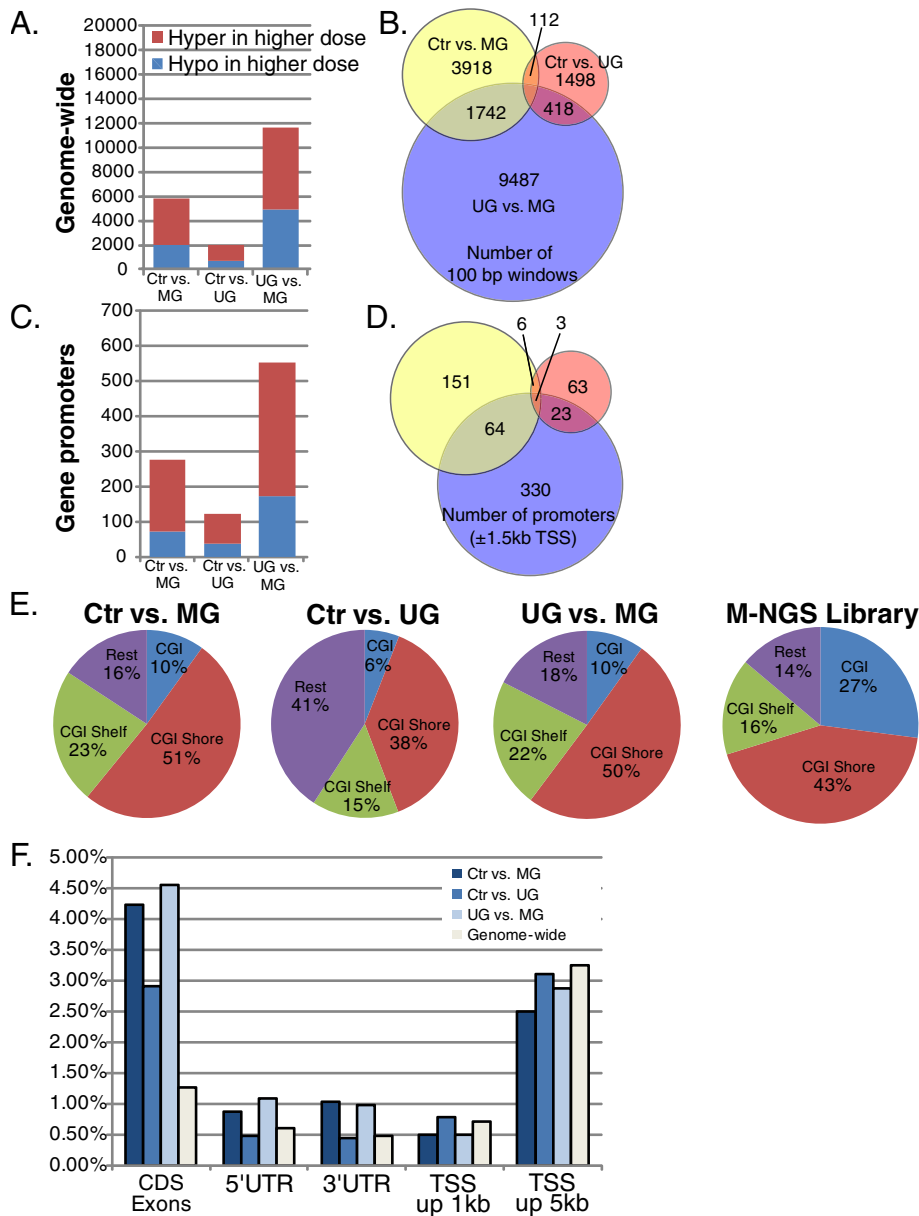 A.
Genome-wide
20000
18000
16000
14000
12000
10000
8000
6000
4000
2000
0
Hyper in higher dose
Hypo in higher dose
Ctr vs.
MG
Ctr vs.
UG
UG vs.
MG
B.
112
Ctr vs. MG
3918
Ctr vs. UG
1498
1742
418
9487
UG vs. MG
Number of
100 bp windows
C.
Gene promoters
700
600
500
400
300
200
100
0
Ctr vs.
MG
Ctr vs.
UG
UG vs.
MG
D.
6
3
151
63
23
64
330
Number of promoters
(±1.5kb TSS)
E.
Ctr vs. MG
CGI
10%
CGI Shore
51%
CGI Shelf
23%
Rest
16%
Ctr vs. UG
CGI
6%
CGI Shore
38%
CGI Shelf
15%
Rest
41%
UG vs. MG
CGI
10%
CGI Shore
50%
CGI Shelf
22%
Rest
18%
M-NGS Library
CGI
27%
CGI Shore
43%
CGI Shelf
16%
Rest
14%
F.
5.00%
4.50%
4.00%
3.50%
3.00%
2.50%
2.00%
1.50%
1.00%
0.50%
0.00%
Ctr vs. MG
Ctr vs. UG
UG vs. MG
Genome-wide
CDS
Exons
5'UTR
3'UTR
TSS
up 1kb
TSS
up 5kb